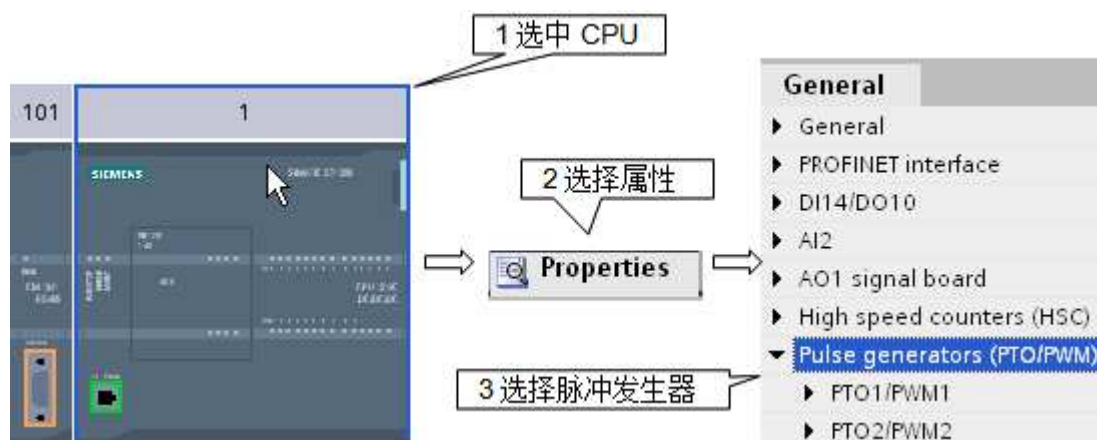 1 选中 CPU
101
1
SIEMENS
2 选择属性
Properties
3 选择脉冲发生器
General
General
PROFINET interface
DI14/DO10
AI2
AO1 signal board
High speed counters (HSC)
Pulse generators (PTO/PWM)
PTO1/PWM1
PTO2/PWM2